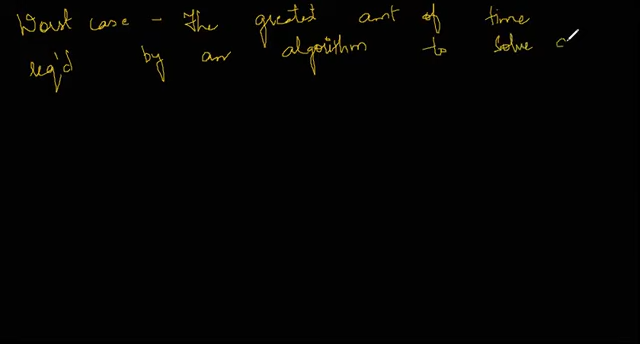 Worst case - The greatest amt of time
req'd by an algorithm to solve a